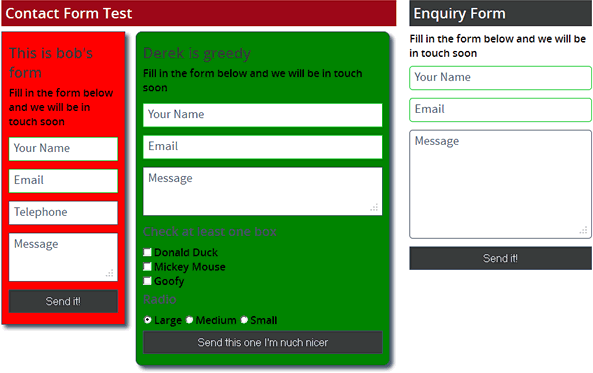 Contact Form Test
This is bob's
form
Fill in the form below
and we will be in
touch soon
Your Name
Email
Telephone
Message
Send it!
Derek is greedy
Fill in the form below and we will be in touch
soon
Your Name
Email
Message
Check at least one box
Donald Duck
Mickey Mouse
Goofy
Radio
Large Medium Small
Send this one I'm nuch nicer
Enquiry Form
Fill in the form below and we will be
in touch soon
Your Name
Email
Message
Send it!